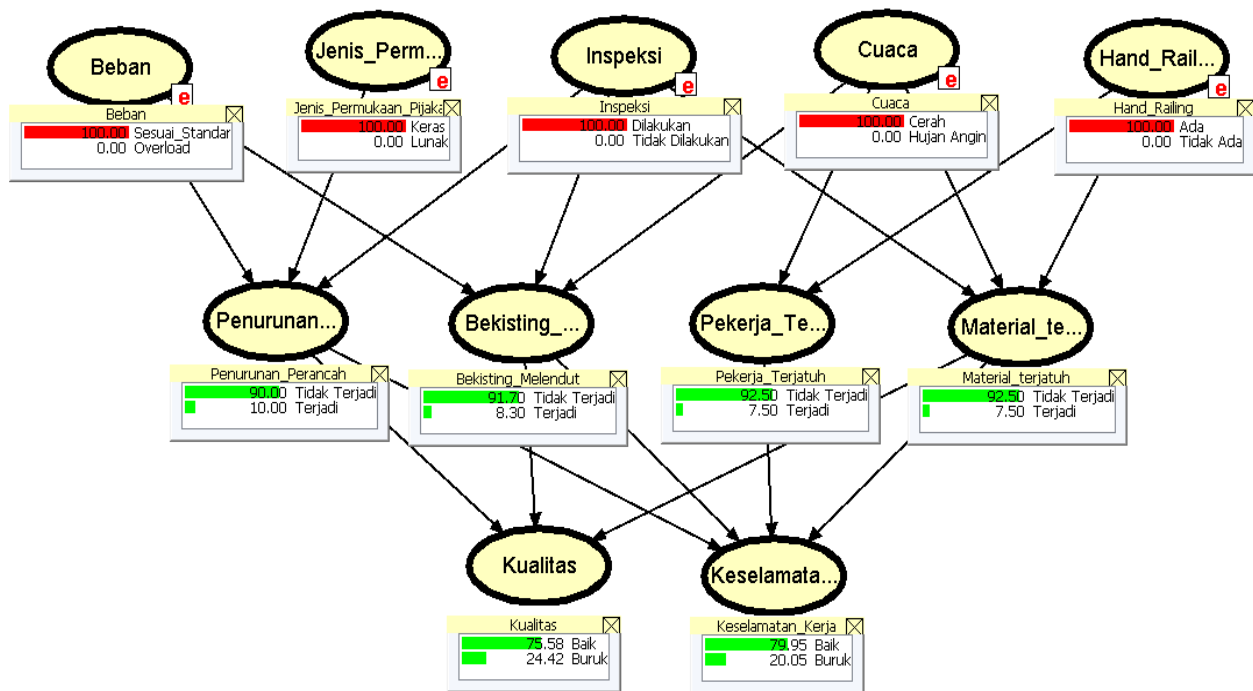 Beban
Jenis_Perm...
Inspeksi
Cuaca
Hand_Rail...
e
e
e
e
e
Beban
100.00 Sesuai_Standar
0.00 Overload
Jenis_Permukaan_Pijaka
100.00 Keras
0.00 Lunak
Inspeksi
100.00 Dilakukan
0.00 Tidak Dilakukan
Cuaca
100.00 Cerah
0.00 Hujan Angin
Hand_Railing
100.00 Ada
0.00 Tidak Ada
Penurunan...
Bekisting_...
Pekerja_Te...
Material_te...
Penurunan_Perancah
90.00 Tidak Terjadi
10.00 Terjadi
Bekisting_Melendut
91.70 Tidak Terjadi
8.30 Terjadi
Pekerja_Terjatuh
92.50 Tidak Terjadi
7.50 Terjadi
Material_terjatuh
92.50 Tidak Terjadi
7.50 Terjadi
Kualitas
Keselamata...
Kualitas
75.58 Baik
24.42 Buruk
Keselamatan_Kerja
79.95 Baik
20.05 Buruk